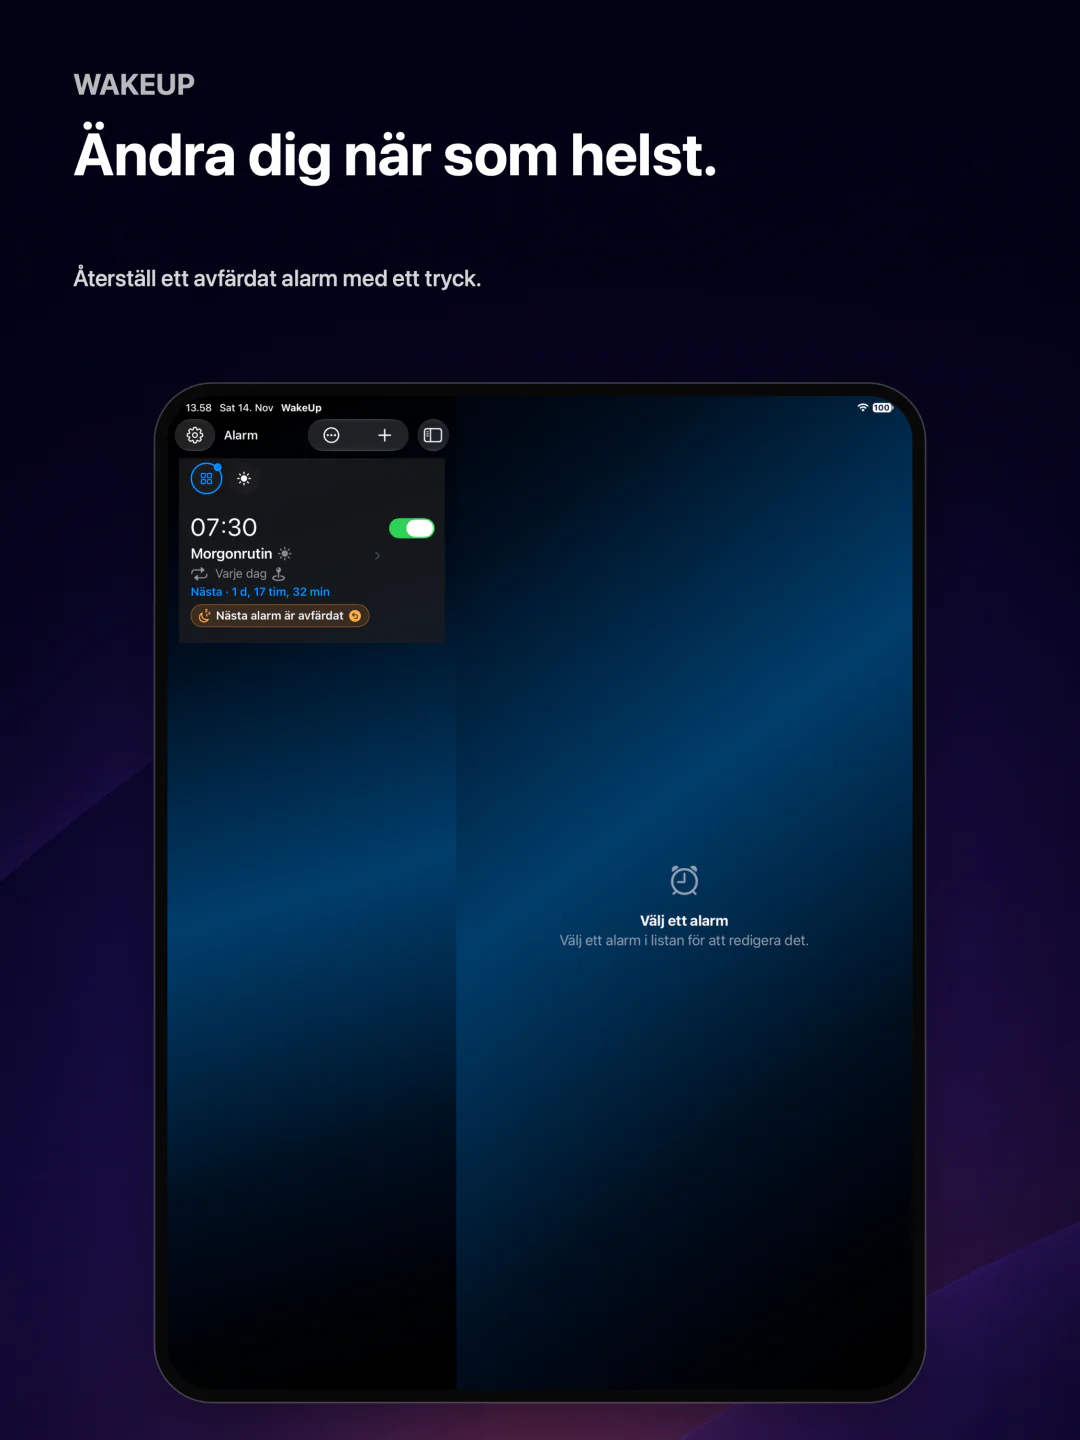 WAKEUP
Ändra dig när som helst.
Återställ ett avfärdat alarm med ett tryck.
13.58 Sat 14. Nov WakeUp
100
Alarm
07:30
Morgonrutin
Varje dag
Nästa · 1 d, 17 tim, 32 min
Nästa alarm är avfärdat
Välj ett alarm
Välj ett alarm i listan för att redigera det.